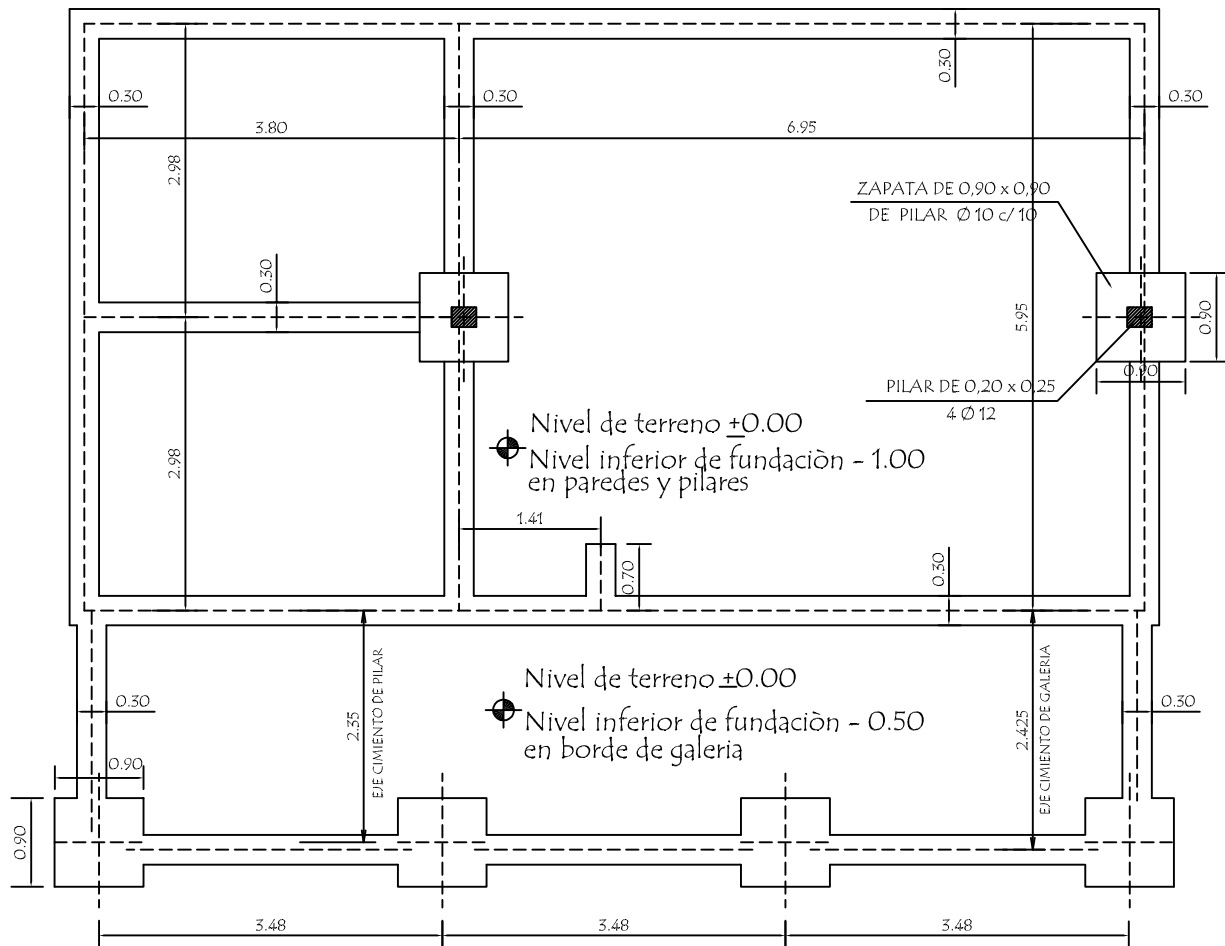 0.30
0.30
0.30
0.30
3.80
6.95
2.98
ZAPATA DE 0,90 x 0,90
DE PILAR Ø 10 c/ 10
0.30
5.95
0.90
0.90
PILAR DE 0,20 x 0,25
4 Ø 12
Nivel de terreno ±0.00
Nivel inferior de fundaciòn - 1.00
en paredes y pilares
2.98
1.41
0.70
0.30
Nivel de terreno ±0.00
Nivel inferior de fundaciòn - 0.50
en borde de galeria
0.30
0.30
2.35
EJE CIMIENTO DE PILAR
2.425
EJE CIMIENTO DE GALERIA
0.90
0.90
3.48
3.48
3.48